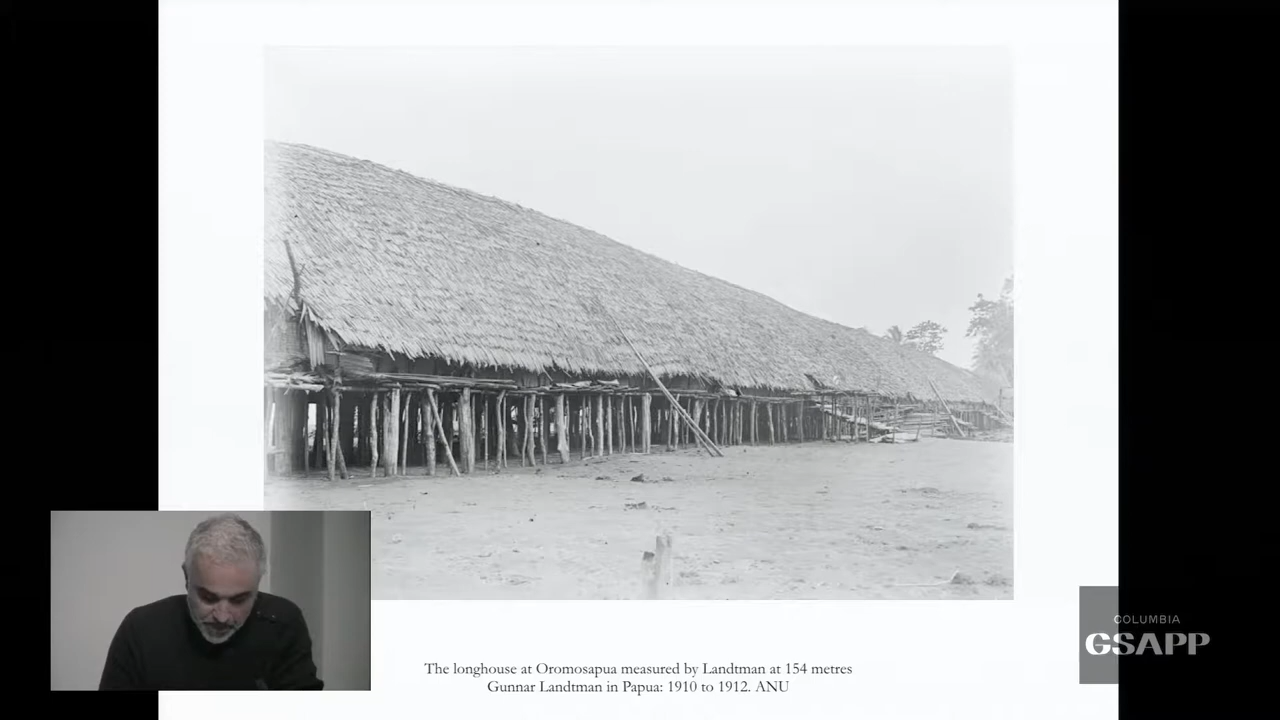 The longhouse at Oromosapua measured by Landtman at 154 metres
Gunnar Landtman in Papua: 1910 to 1912. ANU
COLUMBIA
GSAPP